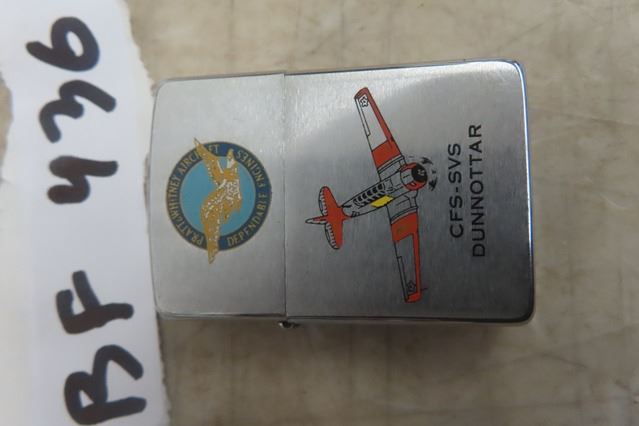 BF 436
PRATT & WHITNEY AIRCRAFT
DEPENDABLE ENGINES
CFS-SVS
DUNNOTTAR